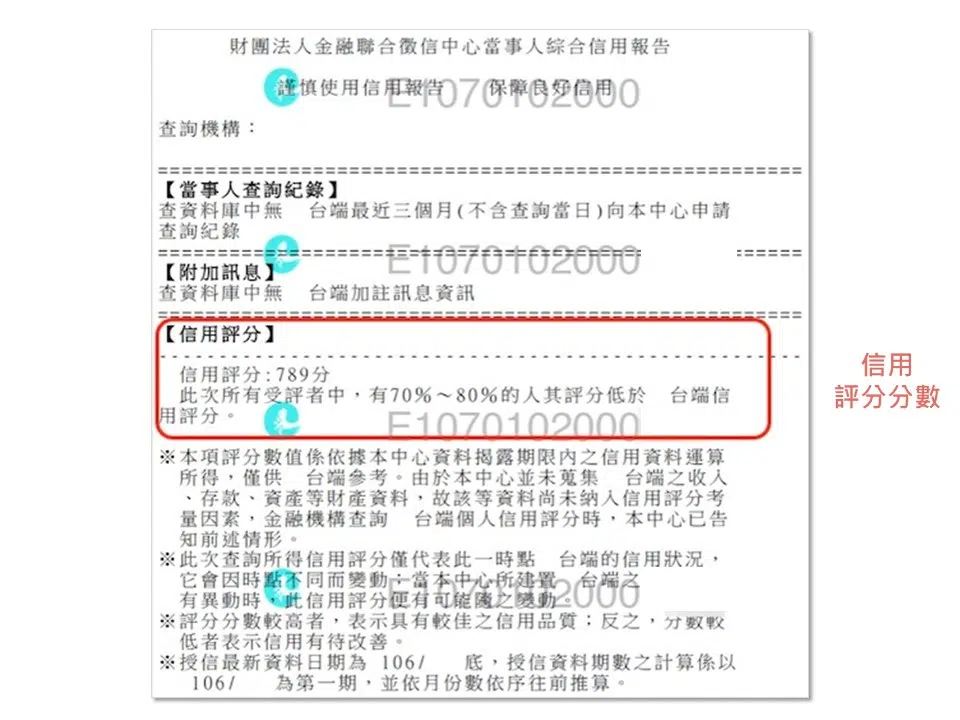 財團法人金融聯合徵信中心當事人綜合信用報告
謹慎使用信用報告 保障良好信用
E1070102000
查詢機構：
【當事人查詢紀錄】
查資料庫中無 台端最近三個月(不含查詢當日)向本中心申請
查詢紀錄
E1070102000
【附加訊息】
查資料庫中無 台端加註訊息資訊
【信用評分】
信用評分:789分
此次所有受評者中，有70%～80%的人其評分低於 台端信
用評分。
E1070102000
信用
評分分數
※本項評分數值係依據本中心資料揭露期限內之信用資料運算
所得，僅供 台端參考。由於本中心並未蒐集 台端之收入
、存款、資產等財產資料，故該等資料尚未納入信用評分考
量因素，金融機構查詢 台端個人信用評分時，本中心已告
知前述情形。
※此次查詢所得信用評分僅代表此一時點 台端的信用狀況，
它會因時點不同而變動；當本中心所建置 台端之
有異動時，此信用評分便有可能隨之變動。
E1070102000
※評分分數較高者，表示具有較佳之信用品質；反之，分數較
低者表示信用有待改善。
※授信最新資料日期為 106/ 底，授信資料期數之計算係以
106/ 為第一期，並依月份數依序往前推算。